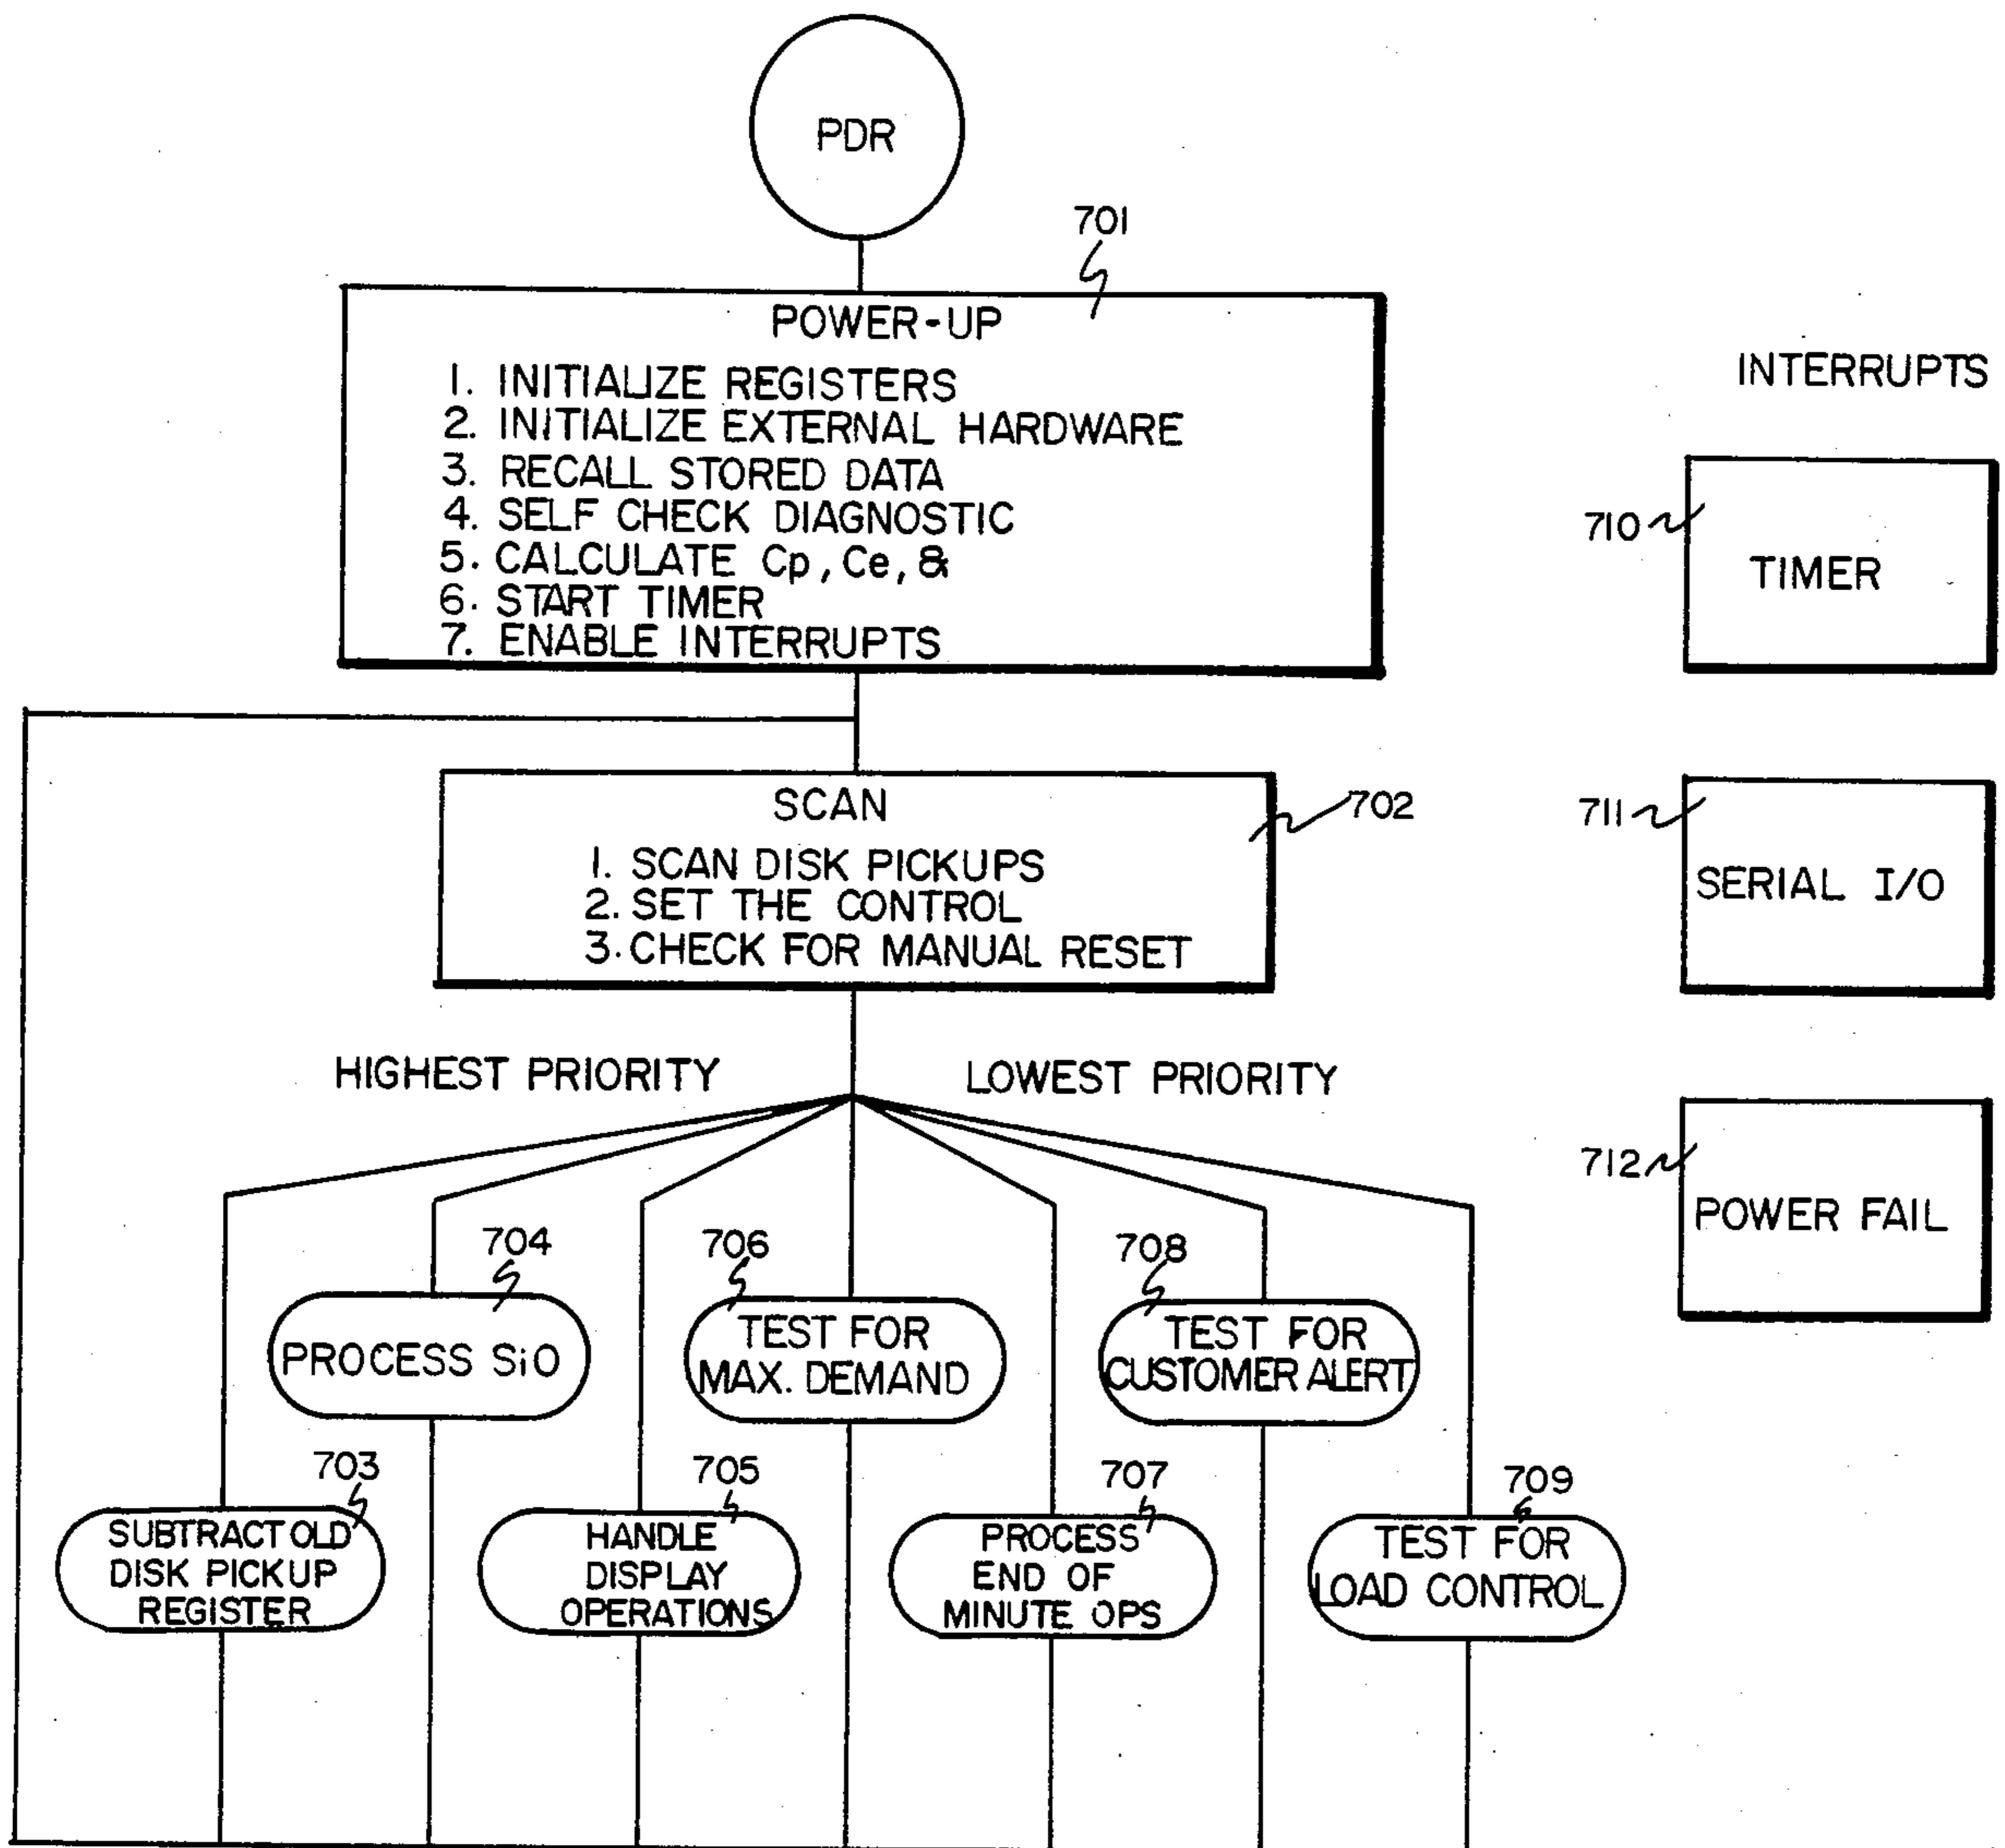 PDR
701
POWER-UP
1. INITIALIZE REGISTERS
2. INITIALIZE EXTERNAL HARDWARE
3. RECALL STORED DATA
4. SELF CHECK DIAGNOSTIC
5. CALCULATE Cp, Ce, &
6. START TIMER
7. ENABLE INTERRUPTS
INTERRUPTS
710
TIMER
SCAN
702
1. SCAN DISK PICKUPS
2. SET THE CONTROL
3. CHECK FOR MANUAL RESET
711
SERIAL I/O
HIGHEST PRIORITY
LOWEST PRIORITY
712
POWER FAIL
704
PROCESS SiO
706
TEST FOR
MAX. DEMAND
708
TEST FOR
CUSTOMER ALERT
703
SUBTRACT OLD
DISK PICKUP
REGISTER
705
HANDLE
DISPLAY
OPERATIONS
707
PROCESS
END OF
MINUTE OPS
709
TEST FOR
LOAD CONTROL